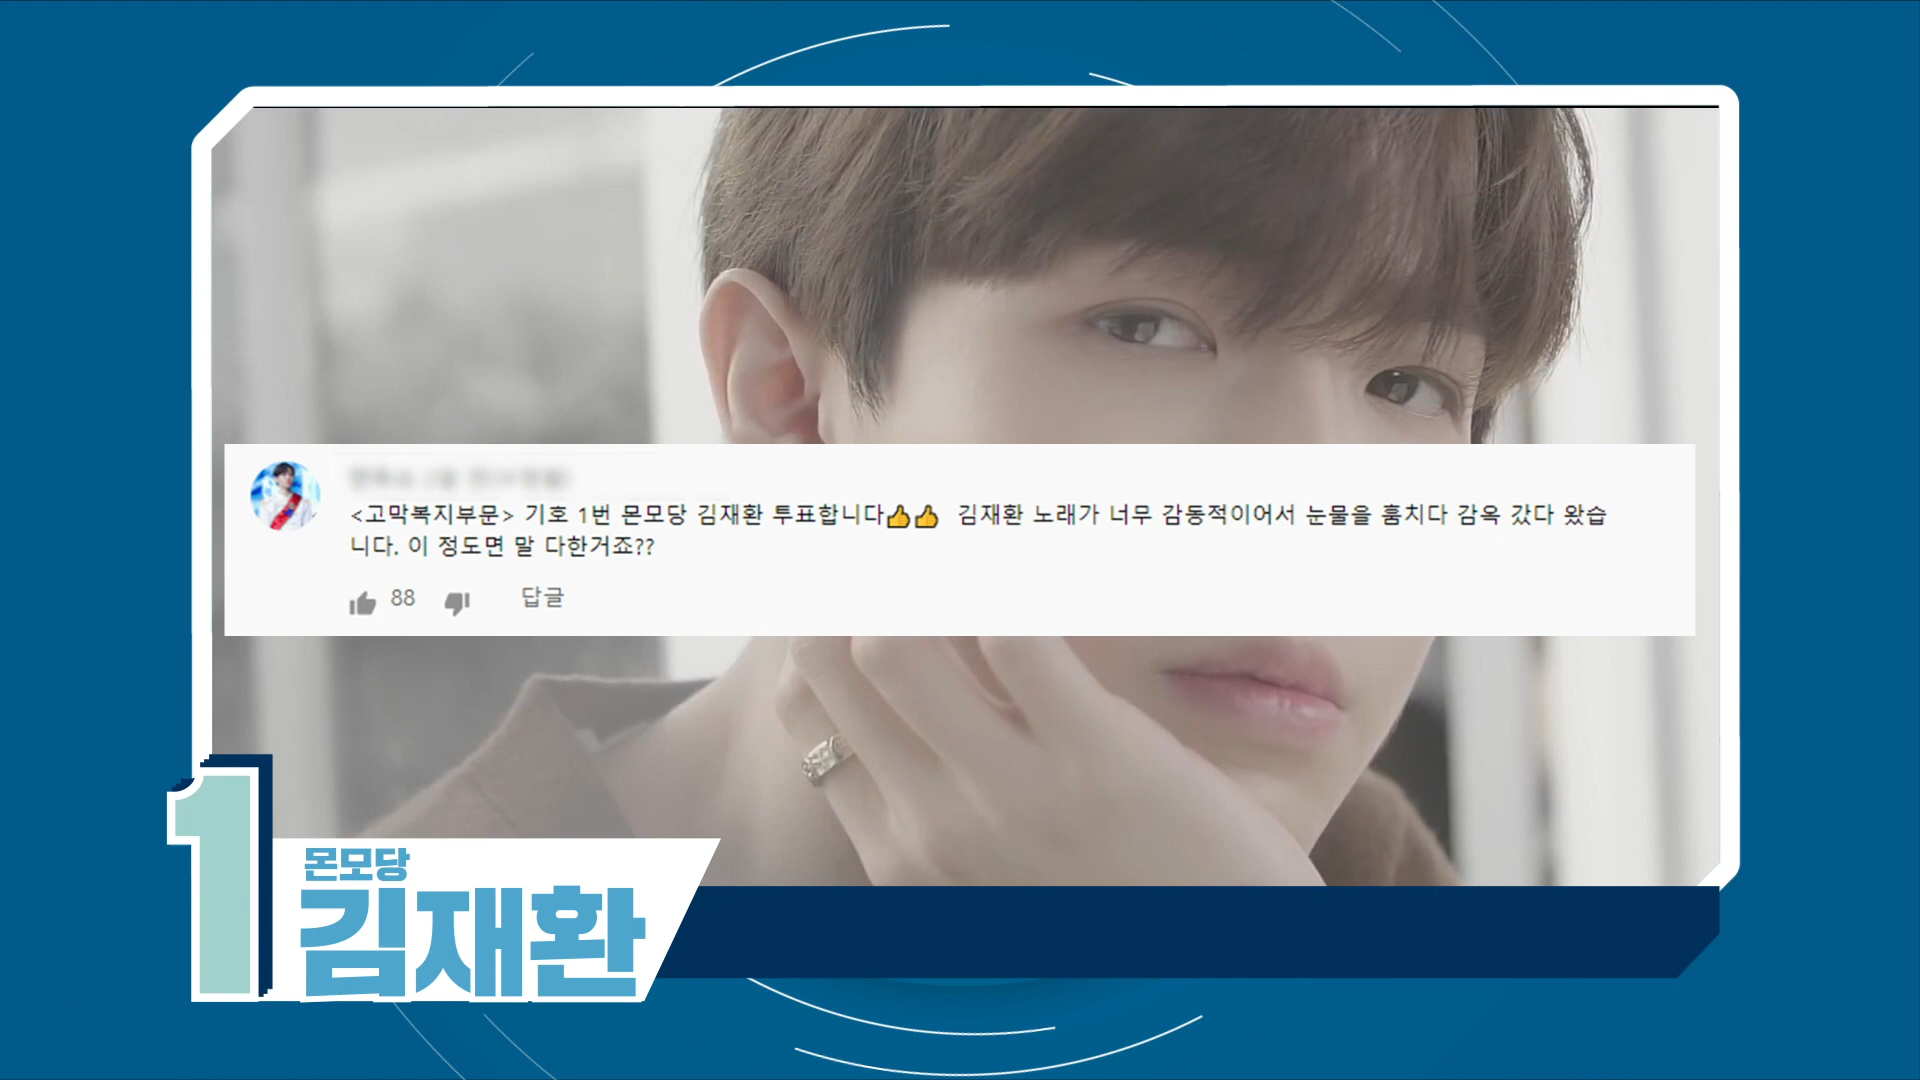 <고막복지부문> 기호 1번 몬모당 김재환 투표합니다👍👍 김재환 노래가 너무 감동적이어서 눈물을 훔치다 감옥 갔다 왔습
니다. 이 정도면 말 다한거죠??
88 답글
1
몬모당
김재환